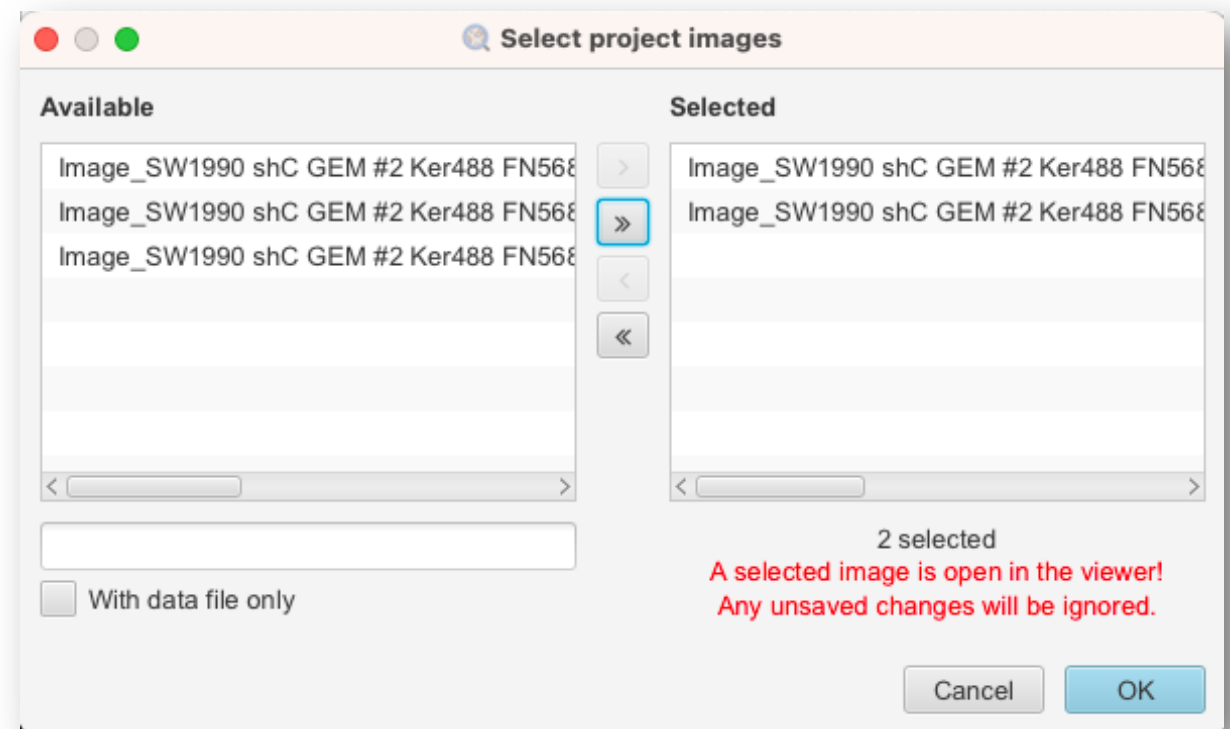 Select project images
Available
Selected
Image_SW1990 shC GEM #2 Ker488 FN568
Image_SW1990 shC GEM #2 Ker488 FN568
Image_SW1990 shC GEM #2 Ker488 FN568
>
»
<
«
Image_SW1990 shC GEM #2 Ker488 FN568
Image_SW1990 shC GEM #2 Ker488 FN568
With data file only
2 selected
A selected image is open in the viewer!
Any unsaved changes will be ignored.
Cancel
OK